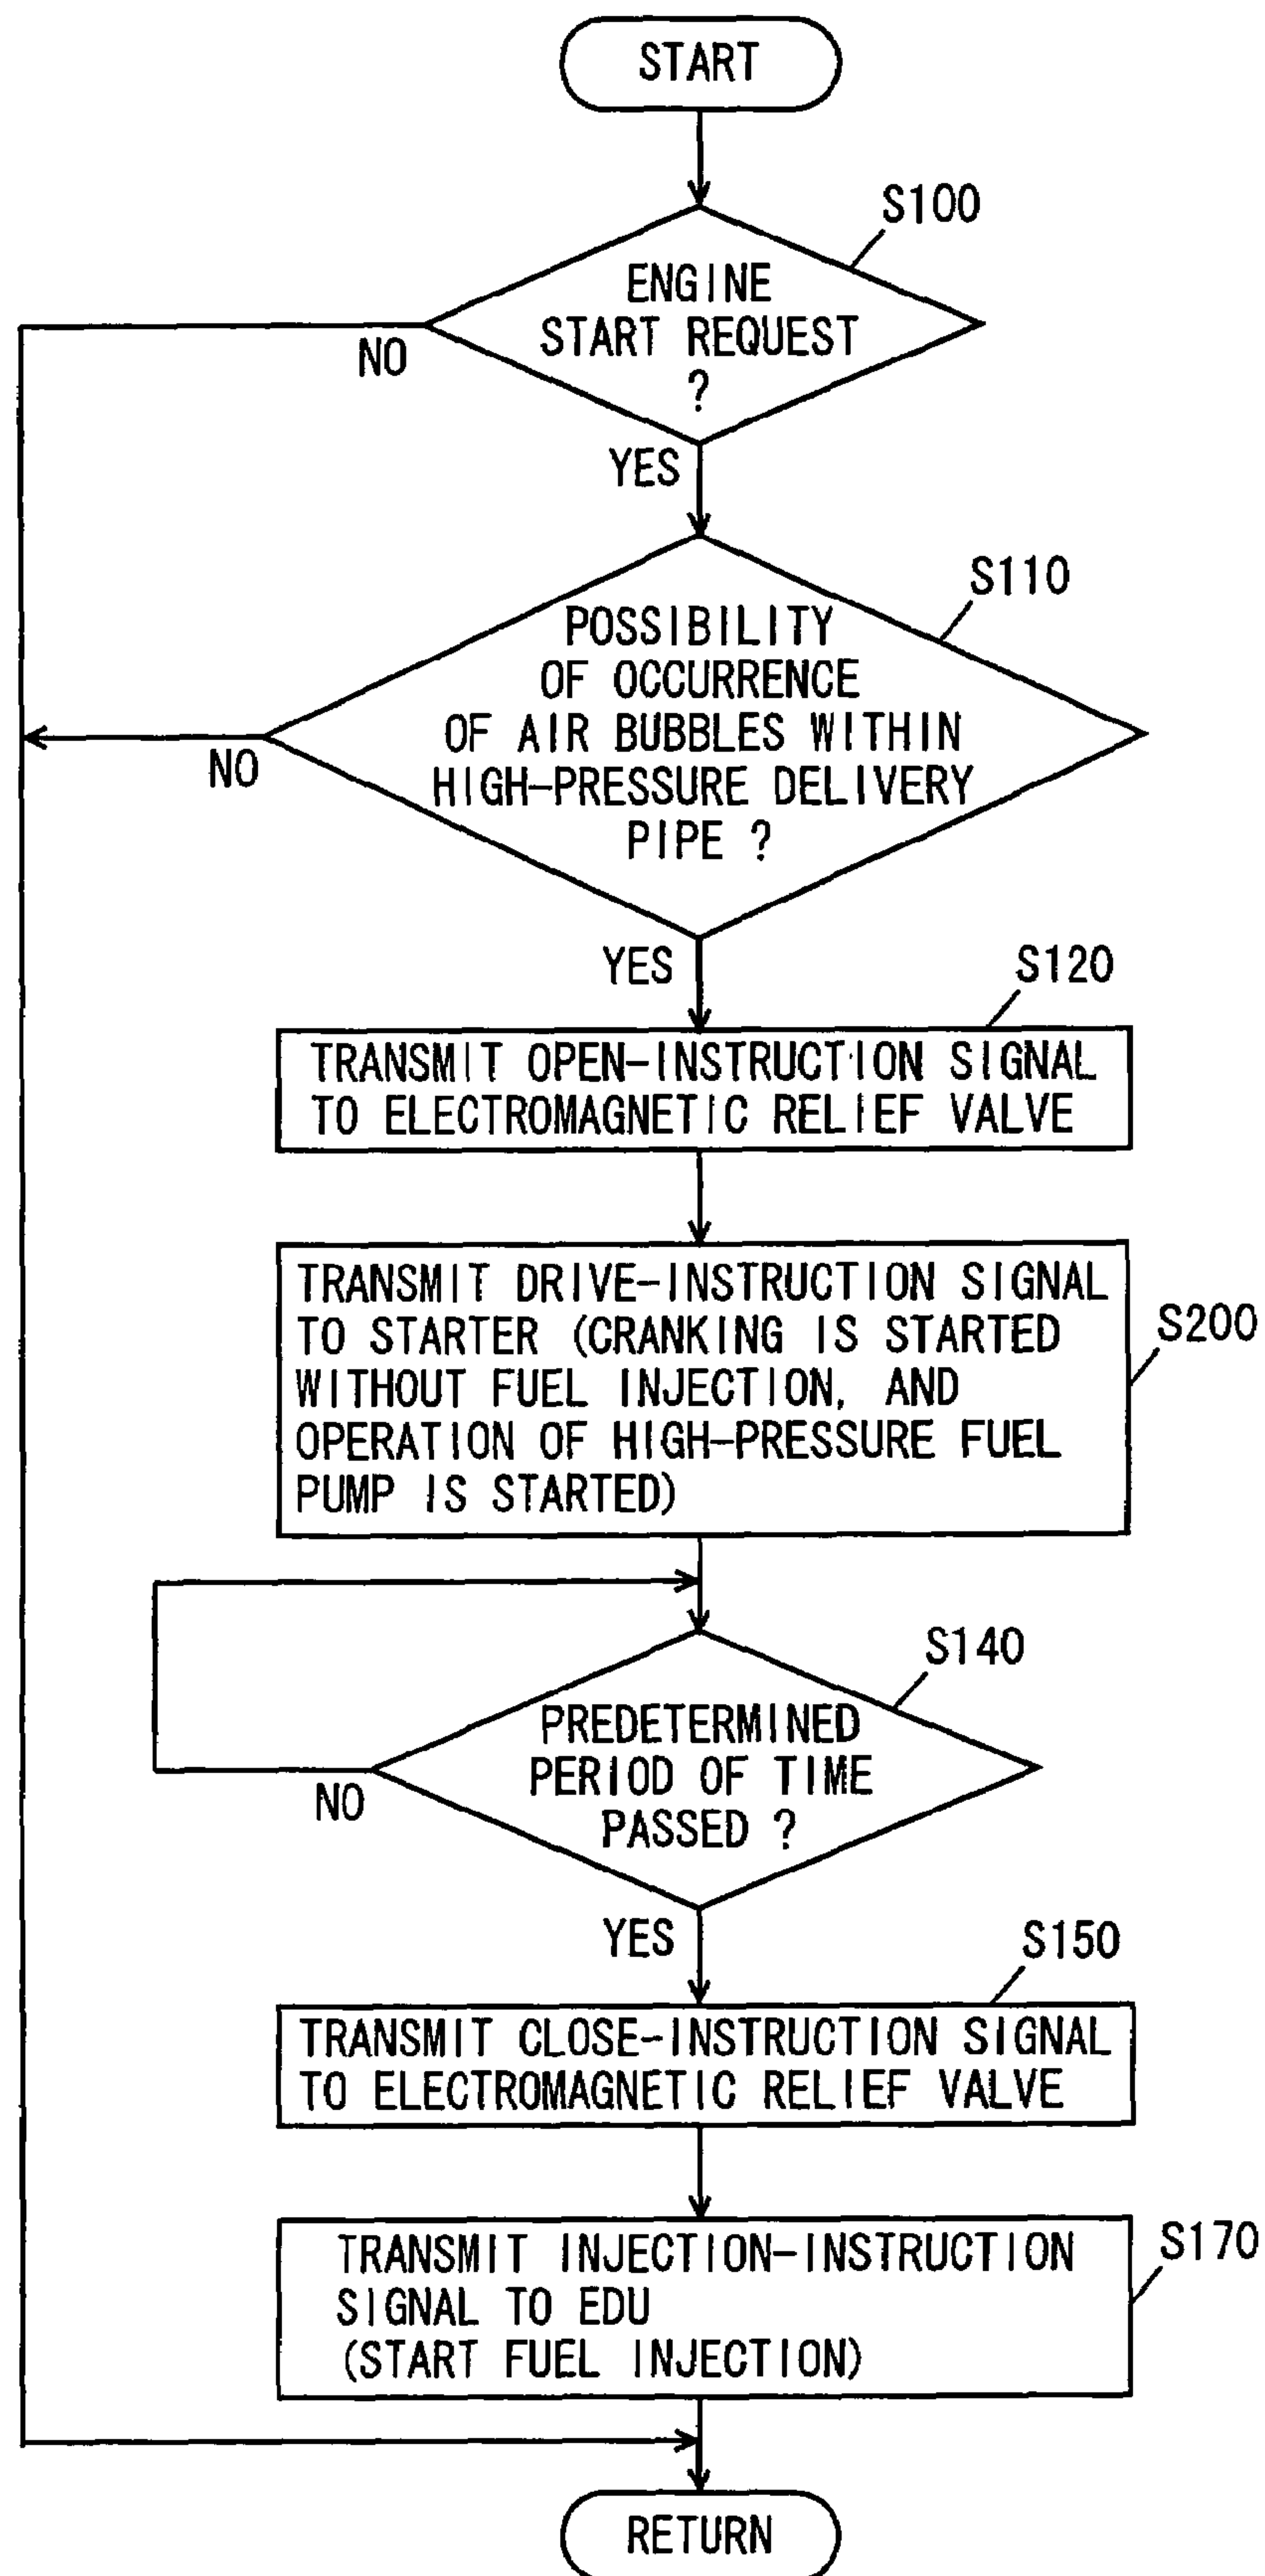 START
S100
ENGINE
START REQUEST
?
NO
YES
S110
POSSIBILITY
OF OCCURRENCE
OF AIR BUBBLES WITHIN
HIGH-PRESSURE DELIVERY
PIPE ?
NO
YES
S120
TRANSMIT OPEN-INSTRUCTION SIGNAL
TO ELECTROMAGNETIC RELIEF VALVE
TRANSMIT DRIVE-INSTRUCTION SIGNAL
TO STARTER (CRANKING IS STARTED
WITHOUT FUEL INJECTION, AND
OPERATION OF HIGH-PRESSURE FUEL
PUMP IS STARTED)
S200
S140
PREDETERMINED
PERIOD OF TIME
PASSED ?
NO
YES
S150
TRANSMIT CLOSE-INSTRUCTION SIGNAL
TO ELECTROMAGNETIC RELIEF VALVE
TRANSMIT INJECTION-INSTRUCTION
SIGNAL TO EDU
(START FUEL INJECTION)
S170
RETURN